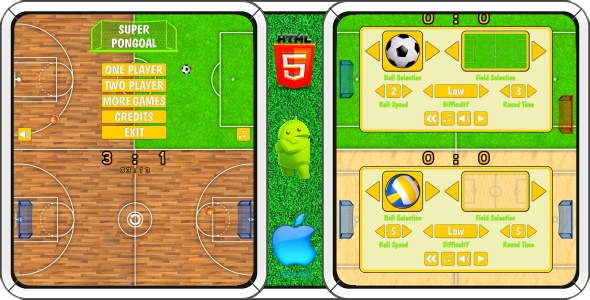 SUPER
PONGOAL
ONE PLAYER
TWO PLAYER
MORE GAMES
CREDITS
EXIT
3 : 1
HTML
5
0 : 0
Ball Selection Field Selection
2 Low 3
Ball Speed Difficulty Round Time
0 : 0
Ball Selection Field Selection
5 Low 5
Ball Speed Difficulty Round Time